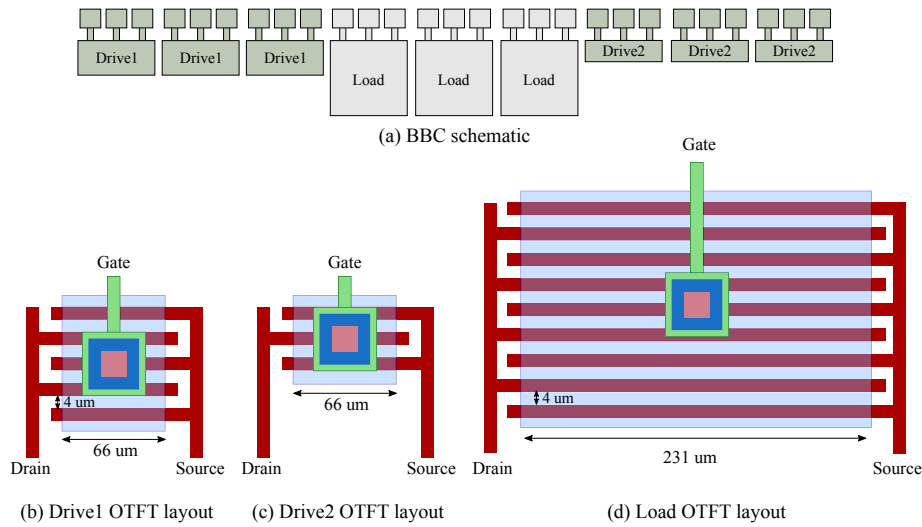 Drive1 Drive1 Drive1 Load Load Load Drive2 Drive2 Drive2
(a) BBC schematic
Gate
4 um
66 um
Drain Source
(b) Drive1 OTFT layout
Gate
66 um
Drain Source
(c) Drive2 OTFT layout
Gate
4 um
231 um
Drain Source
(d) Load OTFT layout